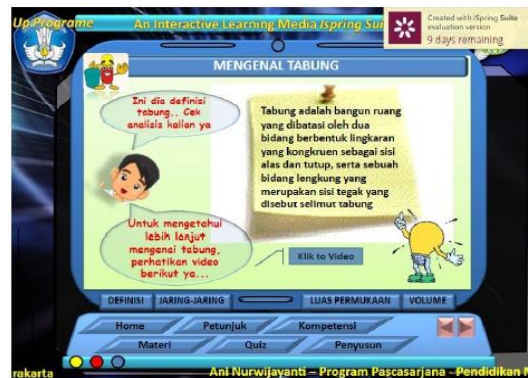 Up Programe
An Interactive Learning Media Ispring Sui
Created with iSpring Suite
evaluation version
9 days remaining
MENGENAL TABUNG
Ini dia definisi
tabung.. Cek
analisis kalian ya
Tabung adalah bangun ruang
yang dibatasi oleh dua
bidang berbentuk lingkaran
yang kongkruen sebagai sisi
alas dan tutup, serta sebuah
bidang lengkung yang
merupakan sisi tegak yang
disebut selimut tabung
Untuk mengetahui
lebih lanjut
mengenai tabung,
perhatikan video
berikut ya...
Klik to Video
DEFINISI JARING-JARING LUAS PERMUKAAN VOLUME
Home Petunjuk Kompetensi
Materi Quiz Penyusun
rakarta Ani Nurwijayanti – Program Pascasarjana – Pendidikan